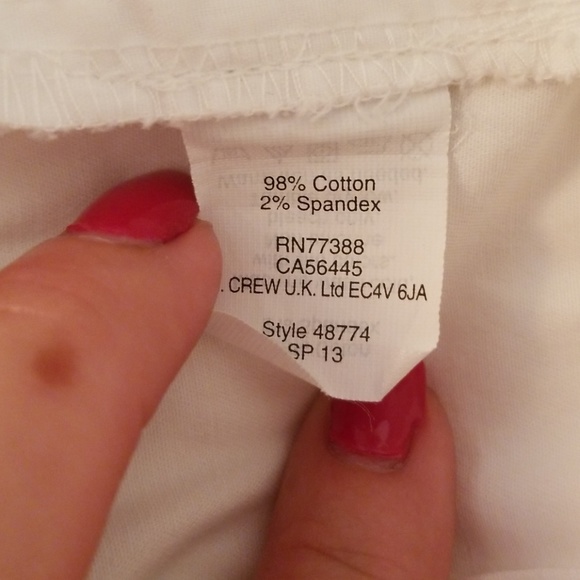 98% Cotton
2% Spandex
RN77388
CA56445
. CREW U.K. Ltd EC4V 6JA
Style 48774
SP 13